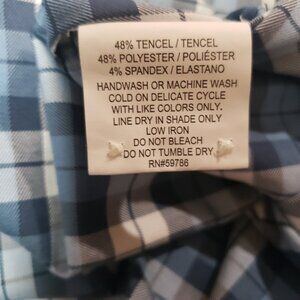 48% TENCEL / TENCEL
48% POLYESTER / POLIÉSTER
4% SPANDEX / ELASTANO
HANDWASH OR MACHINE WASH
COLD ON DELICATE CYCLE
WITH LIKE COLORS ONLY.
LINE DRY IN SHADE ONLY
LOW IRON
DO NOT BLEACH
DO NOT TUMBLE DRY
RN#59786